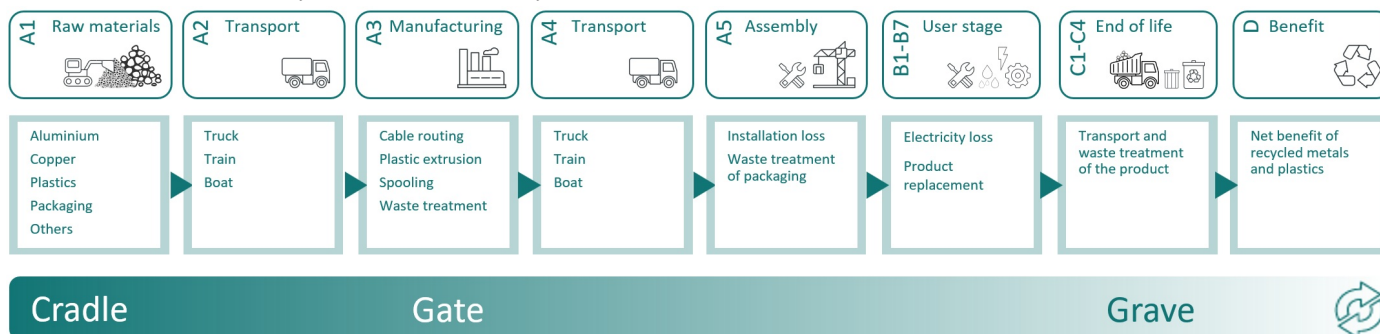 A1 Raw materials
A2 Transport
A3 Manufacturing
A4 Transport
A5 Assembly
B1-B7 User stage
C1-C4 End of life
D Benefit
Aluminium
Copper
Plastics
Packaging
Others
Truck
Train
Boat
Cable routing
Plastic extrusion
Spooling
Waste treatment
Truck
Train
Boat
Installation loss
Waste treatment
of packaging
Electricity loss
Product
replacement
Transport and
waste treatment
of the product
Net benefit of
recycled metals
and plastics
Cradle
Gate
Grave